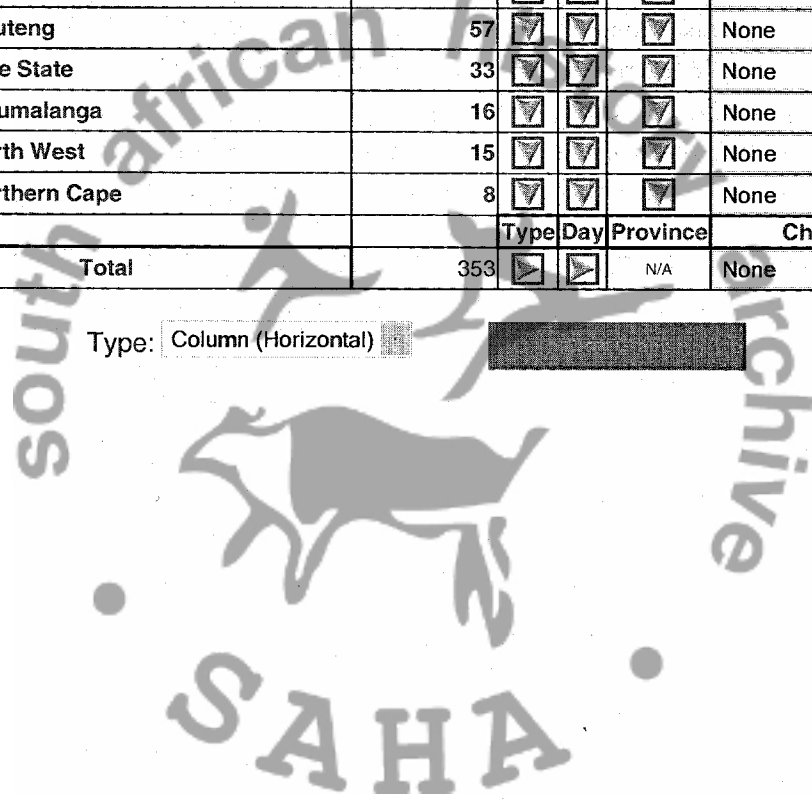 uteng 57 None
e State 33 None
umalanga 16 None
rth West 15 None
rthern Cape 8 None
Type Day Province Ch
Total 353 N/A None
Type: Column (Horizontal)
south african history archive
SAHA